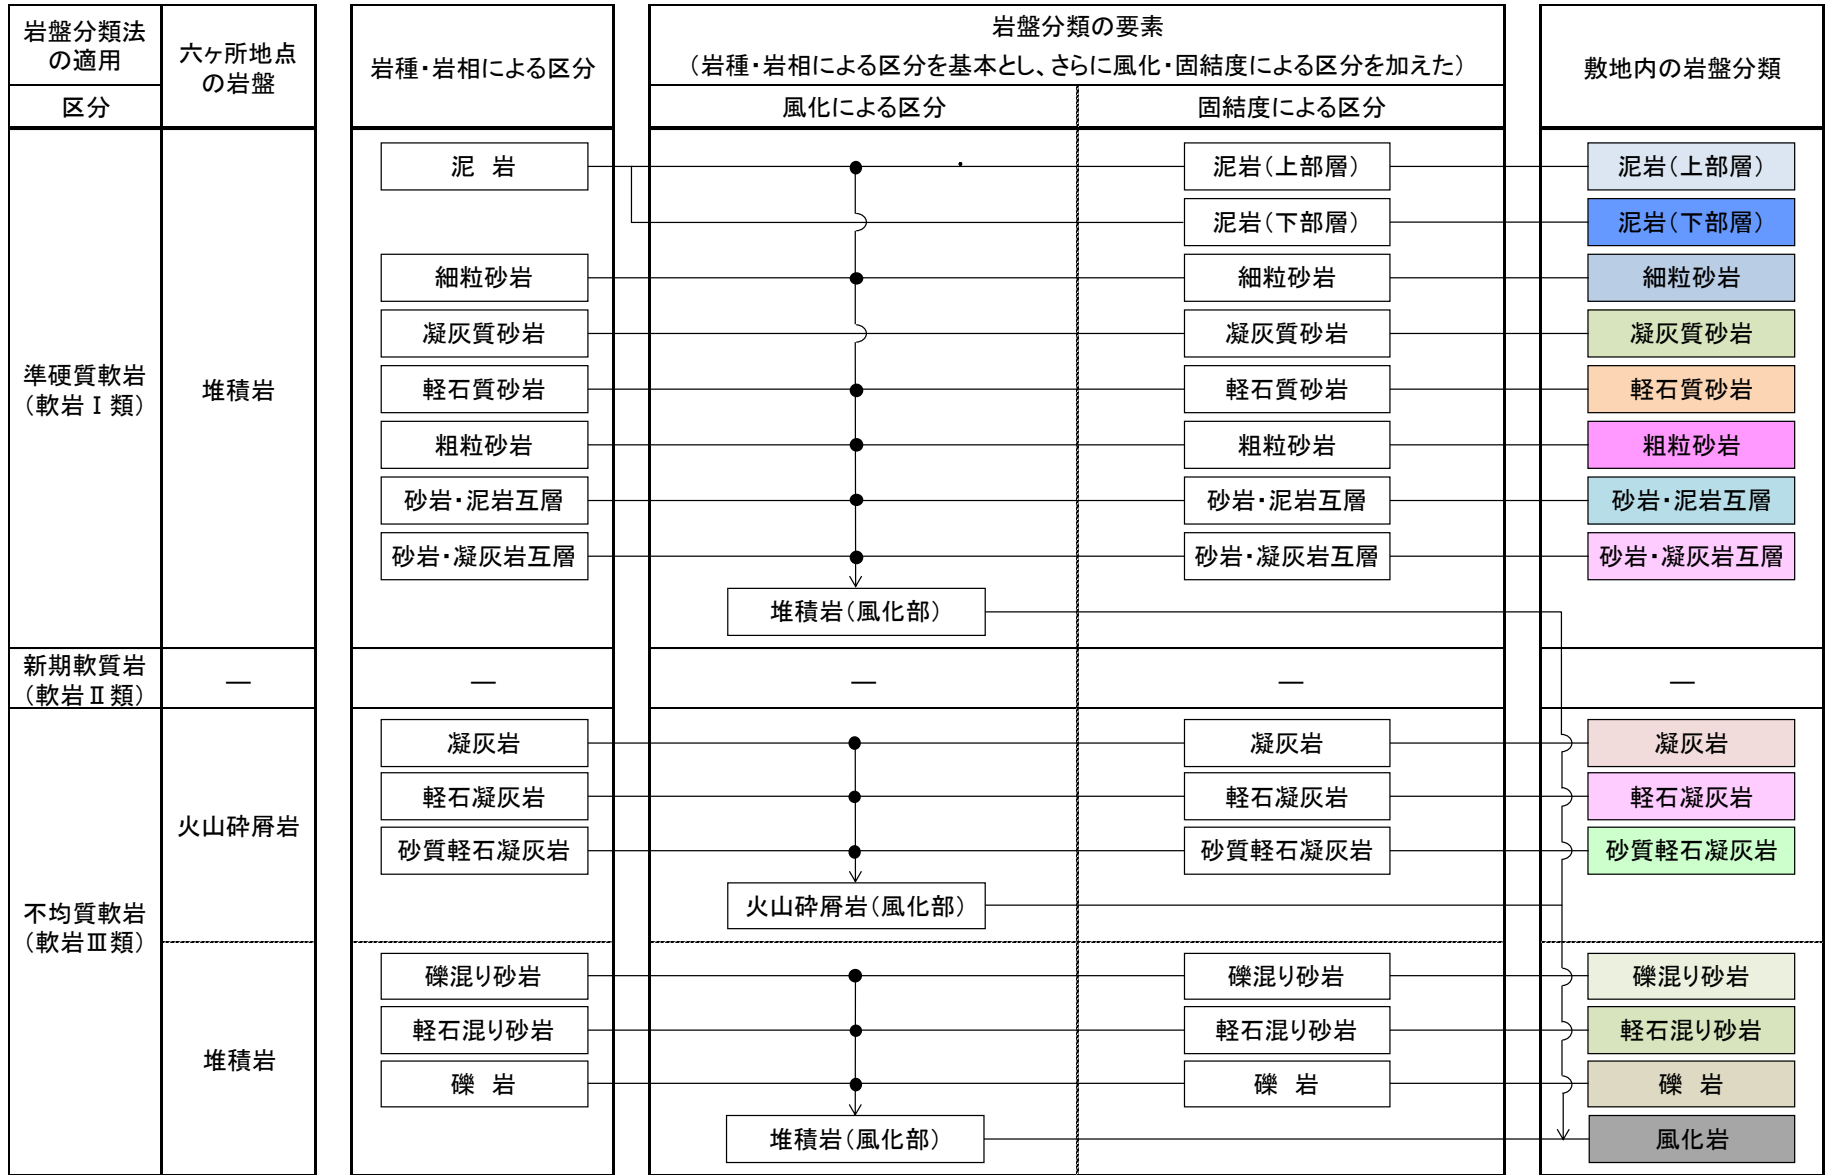 岩盤分類法
の適用
区分
六ヶ所地点
の岩盤
岩種・岩相による区分
岩盤分類の要素
（岩種・岩相による区分を基本とし、さらに風化・固結度による区分を加えた）
風化による区分
固結度による区分
敷地内の岩盤分類
準硬質軟岩
（軟岩Ⅰ類）
堆積岩
泥　岩
泥岩（上部層）
泥岩（上部層）
泥岩（下部層）
泥岩（下部層）
細粒砂岩
細粒砂岩
細粒砂岩
凝灰質砂岩
凝灰質砂岩
凝灰質砂岩
軽石質砂岩
軽石質砂岩
軽石質砂岩
粗粒砂岩
粗粒砂岩
粗粒砂岩
砂岩・泥岩互層
砂岩・泥岩互層
砂岩・泥岩互層
砂岩・凝灰岩互層
砂岩・凝灰岩互層
砂岩・凝灰岩互層
堆積岩（風化部）
新期軟質岩
（軟岩Ⅱ類）
―
―
―
―
―
不均質軟岩
（軟岩Ⅲ類）
火山砕屑岩
凝灰岩
凝灰岩
凝灰岩
軽石凝灰岩
軽石凝灰岩
軽石凝灰岩
砂質軽石凝灰岩
砂質軽石凝灰岩
砂質軽石凝灰岩
火山砕屑岩（風化部）
堆積岩
礫混り砂岩
礫混り砂岩
礫混り砂岩
軽石混り砂岩
軽石混り砂岩
軽石混り砂岩
礫　岩
礫　岩
礫　岩
堆積岩（風化部）
風化岩